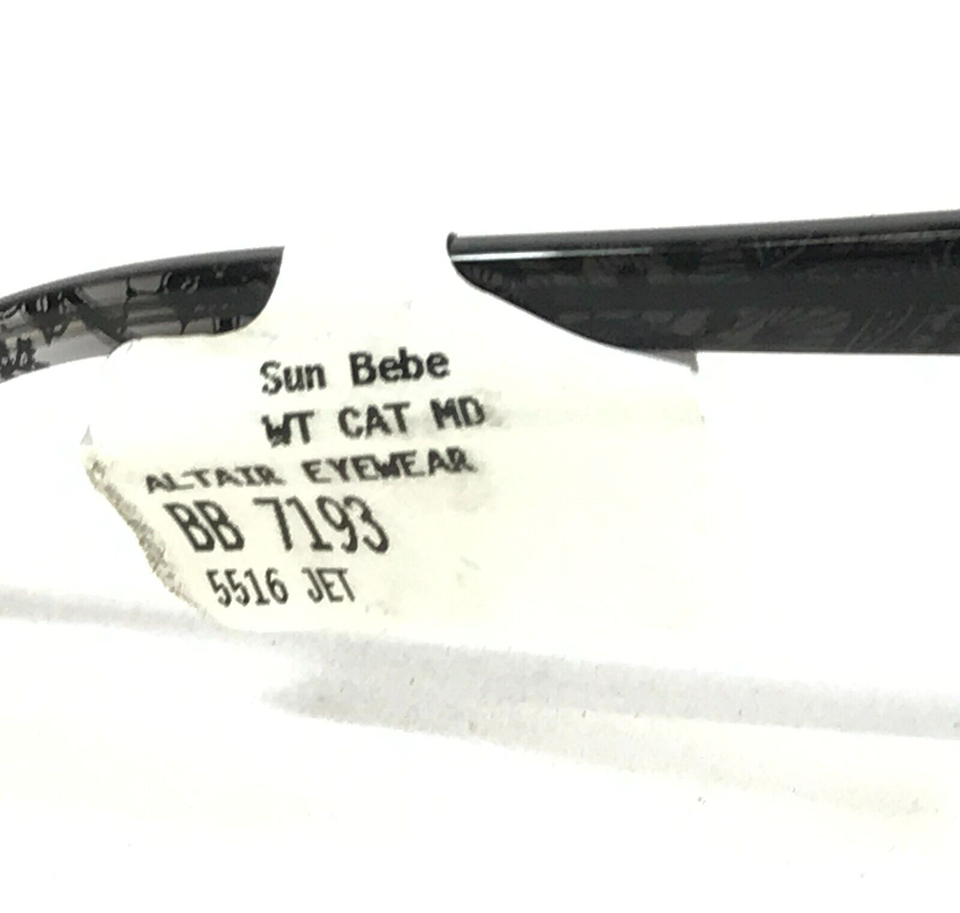 Sun Bebe
WT CAT MD
ALTAIR EYEWEAR
BB 7193
5516 JET